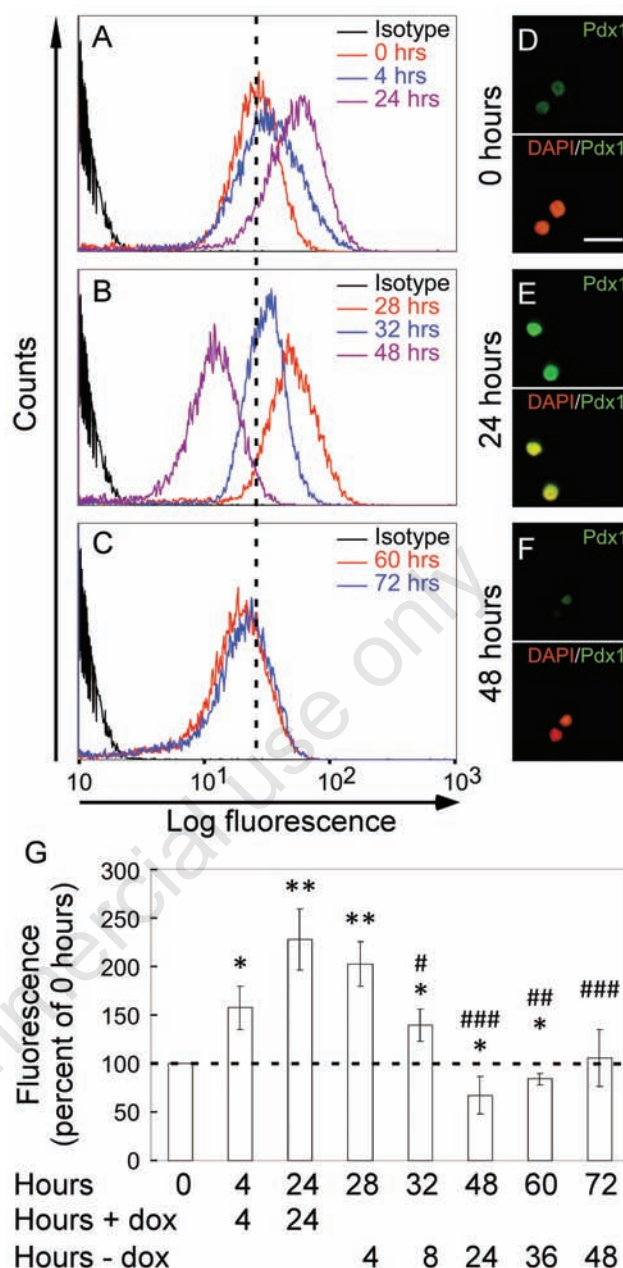 A
Isotype
0 hrs
4 hrs
24 hrs
B
Isotype
28 hrs
32 hrs
48 hrs
C
Isotype
60 hrs
72 hrs
Counts
10 10¹ 10² 10³
Log fluorescence
0 hours
D Pdx1
DAPI/Pdx1
24 hours
E Pdx1
DAPI/Pdx1
48 hours
F Pdx1
DAPI/Pdx1
G
Fluorescence
(percent of 0 hours)
300
250
200
150
100
50
0
*
**
**
#
*
###
*
##
*
###
Hours 0 4 24 28 32 48 60 72
Hours + dox 4 24
Hours - dox 4 8 24 36 48
mmercial use only